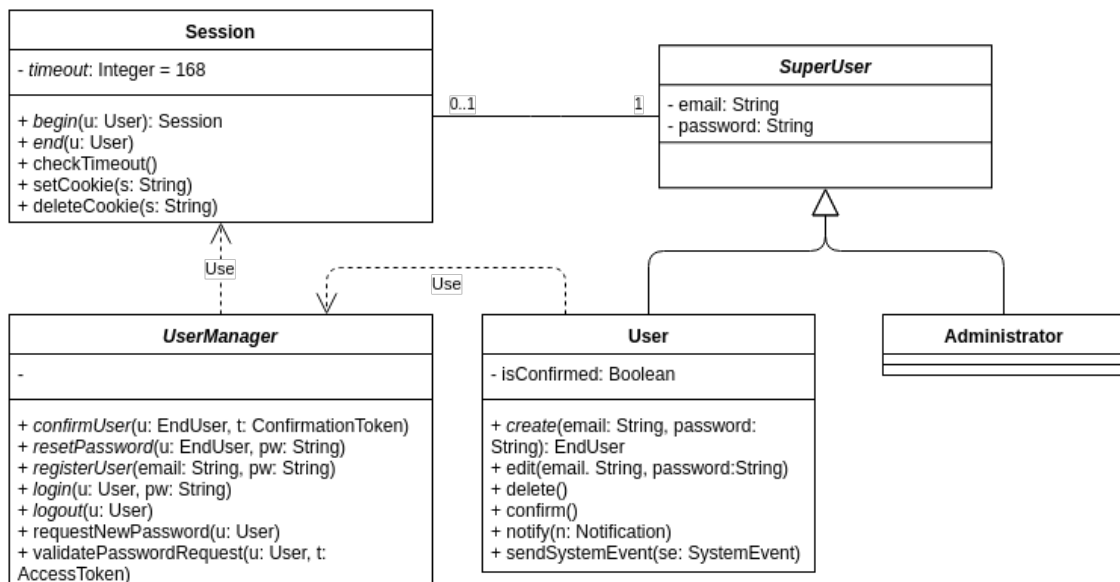 Session
- timeout: Integer = 168
+ begin(u: User): Session
+ end(u: User)
+ checkTimeout()
+ setCookie(s: String)
+ deleteCookie(s: String)
0..1
1
SuperUser
- email: String
- password: String
Use
Use
UserManager
-
+ confirmUser(u: EndUser, t: ConfirmationToken)
+ resetPassword(u: EndUser, pw: String)
+ registerUser(email: String, pw: String)
+ login(u: User, pw: String)
+ logout(u: User)
+ requestNewPassword(u: User)
+ validatePasswordRequest(u: User, t:
AccessToken)
User
- isConfirmed: Boolean
+ create(email: String, password:
String): EndUser
+ edit(email. String, password:String)
+ delete()
+ confirm()
+ notify(n: Notification)
+ sendSystemEvent(se: SystemEvent)
Administrator